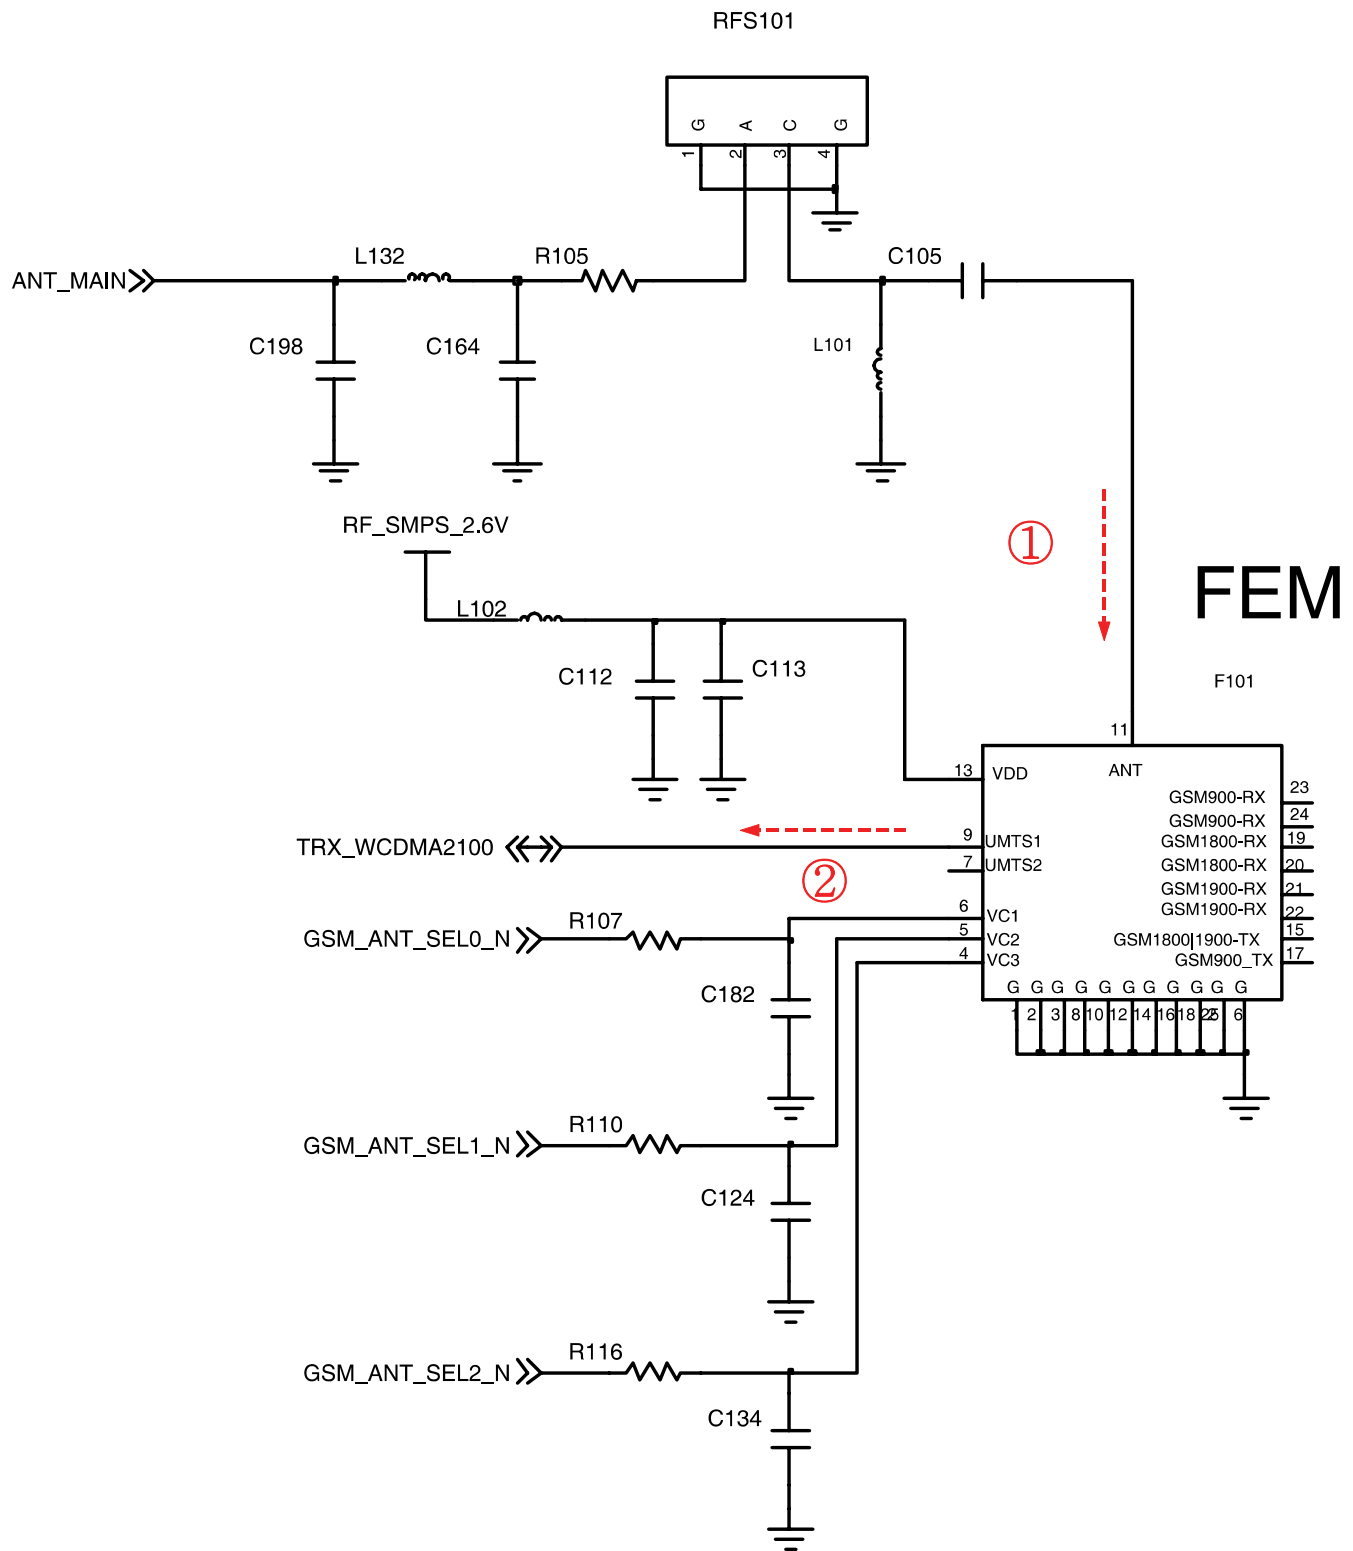 RFS101
G A C G
1 2 3 4
ANT_MAIN
L132
R105
C105
C198
C164
L101
RF_SMPS_2.6V
①
FEM
L102
C112
C113
F101
11
13 VDD
ANT
GSM900-RX 23
GSM900-RX 24
TRX_WCDMA2100
9 UMTS1
GSM1800-RX 19
7 UMTS2
GSM1800-RX 20
②
GSM1900-RX 21
6 VC1
GSM1900-RX 22
GSM_ANT_SEL0_N
R107
5 VC2
GSM1800|1900-TX 15
4 VC3
GSM900_TX 17
G G G G G G G G G G G
1 2 3 8 10 12 14 16 18 25 6
C182
GSM_ANT_SEL1_N
R110
C124
GSM_ANT_SEL2_N
R116
C134